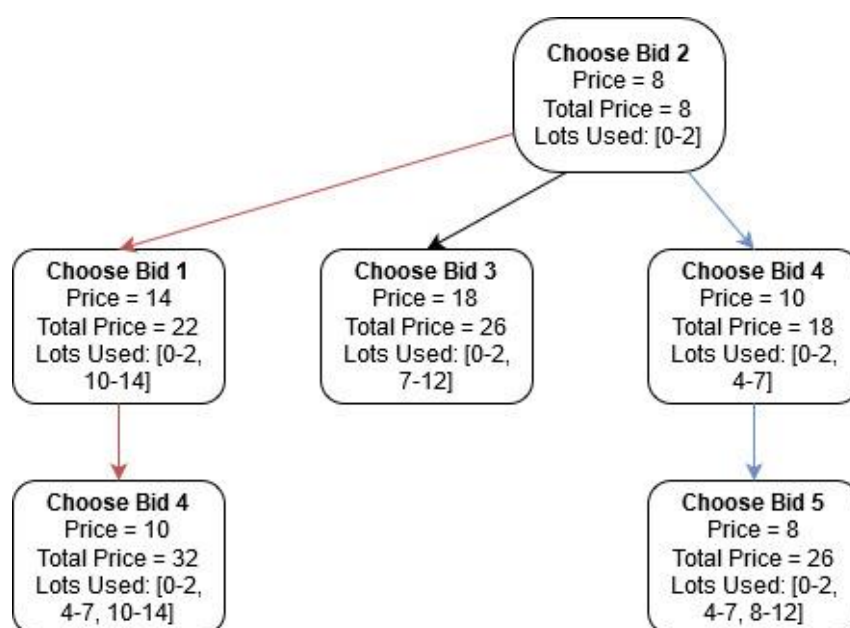 Choose Bid 2
Price = 8
Total Price = 8
Lots Used: [0-2]
Choose Bid 1
Price = 14
Total Price = 22
Lots Used: [0-2,
10-14]
Choose Bid 3
Price = 18
Total Price = 26
Lots Used: [0-2,
7-12]
Choose Bid 4
Price = 10
Total Price = 18
Lots Used: [0-2,
4-7]
Choose Bid 4
Price = 10
Total Price = 32
Lots Used: [0-2,
4-7, 10-14]
Choose Bid 5
Price = 8
Total Price = 26
Lots Used: [0-2,
4-7, 8-12]